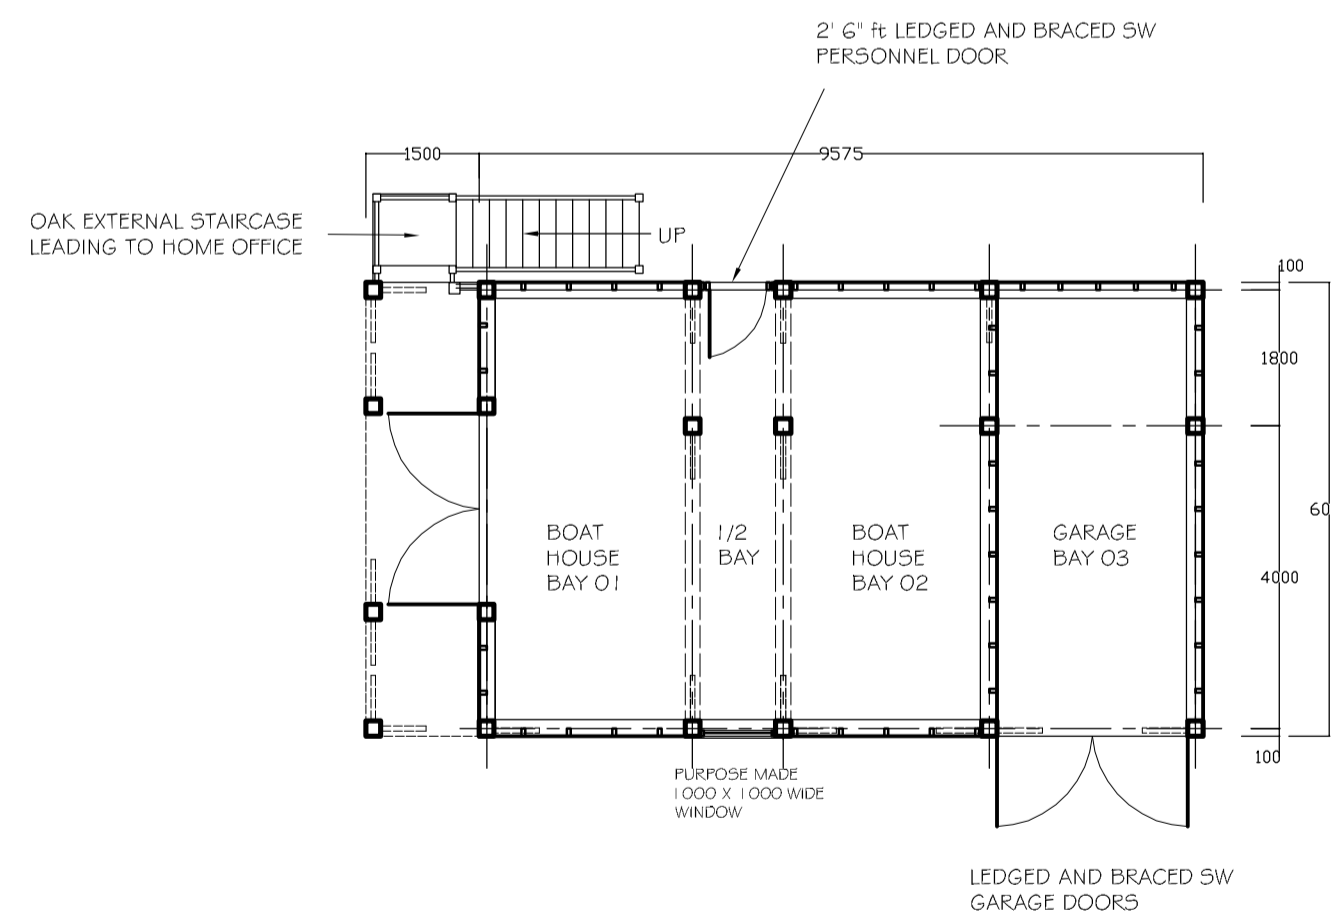 2' 6" ft LEDGED AND BRACED SW
PERSONNEL DOOR
1500
9575
OAK EXTERNAL STAIRCASE
LEADING TO HOME OFFICE
UP
100
1800
BOAT
HOUSE
BAY 01
1/2
BAY
BOAT
HOUSE
BAY 02
GARAGE
BAY 03
60
4000
100
PURPOSE MADE
1000 X 1000 WIDE
WINDOW
LEDGED AND BRACED SW
GARAGE DOORS